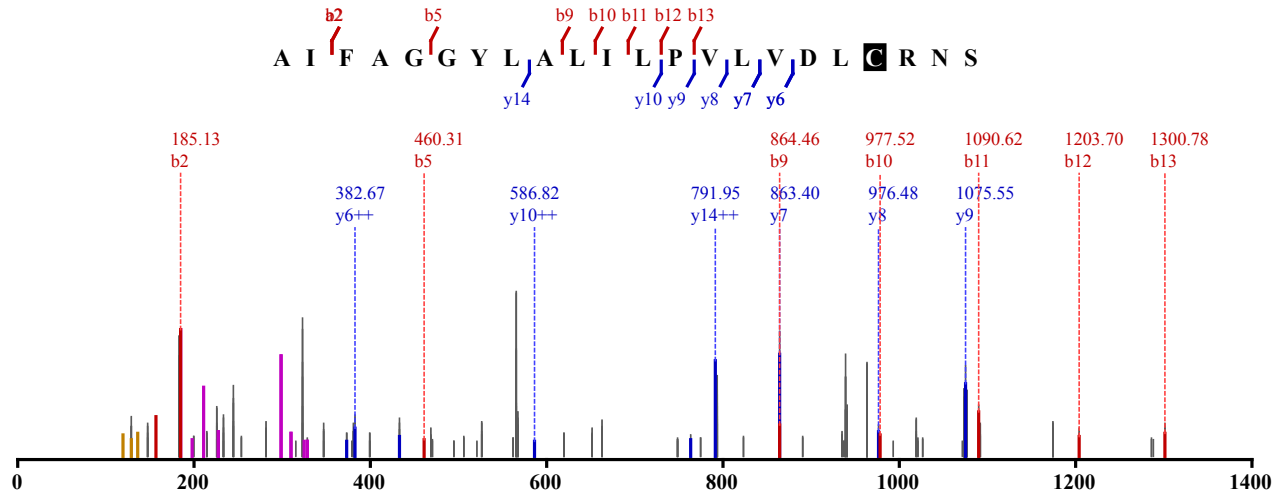 a2 b2 b5 b9 b10 b11 b12 b13
A I F A G G Y L A L I L P V L V D L C R N S
y14 y10 y9 y8 y7 y6
185.13 460.31 864.46 977.52 1090.62 1203.70 1300.78
b2 b5 b9 b10 b11 b12 b13
382.67 586.82 791.95 863.40 976.48 1075.55
y6++ y10++ y14++ y7 y8 y9
0 200 400 600 800 1000 1200 1400